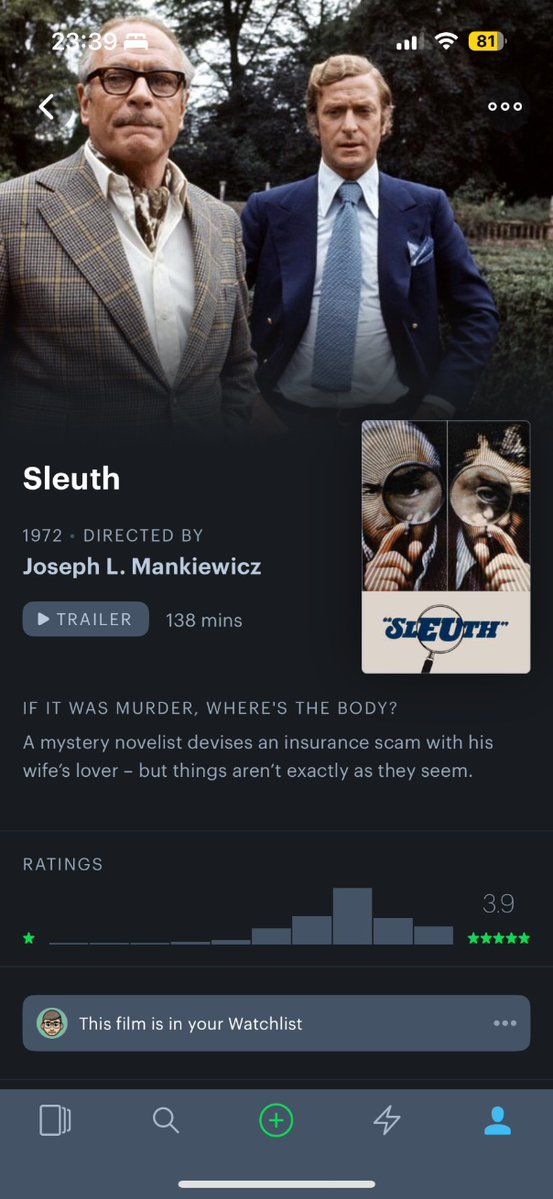 23:39
81
Sleuth
1972 • DIRECTED BY
Joseph L. Mankiewicz
TRAILER
138 mins
"SLEUTH"
IF IT WAS MURDER, WHERE'S THE BODY?
A mystery novelist devises an insurance scam with his
wife’s lover – but things aren’t exactly as they seem.
RATINGS
3.9
This film is in your Watchlist